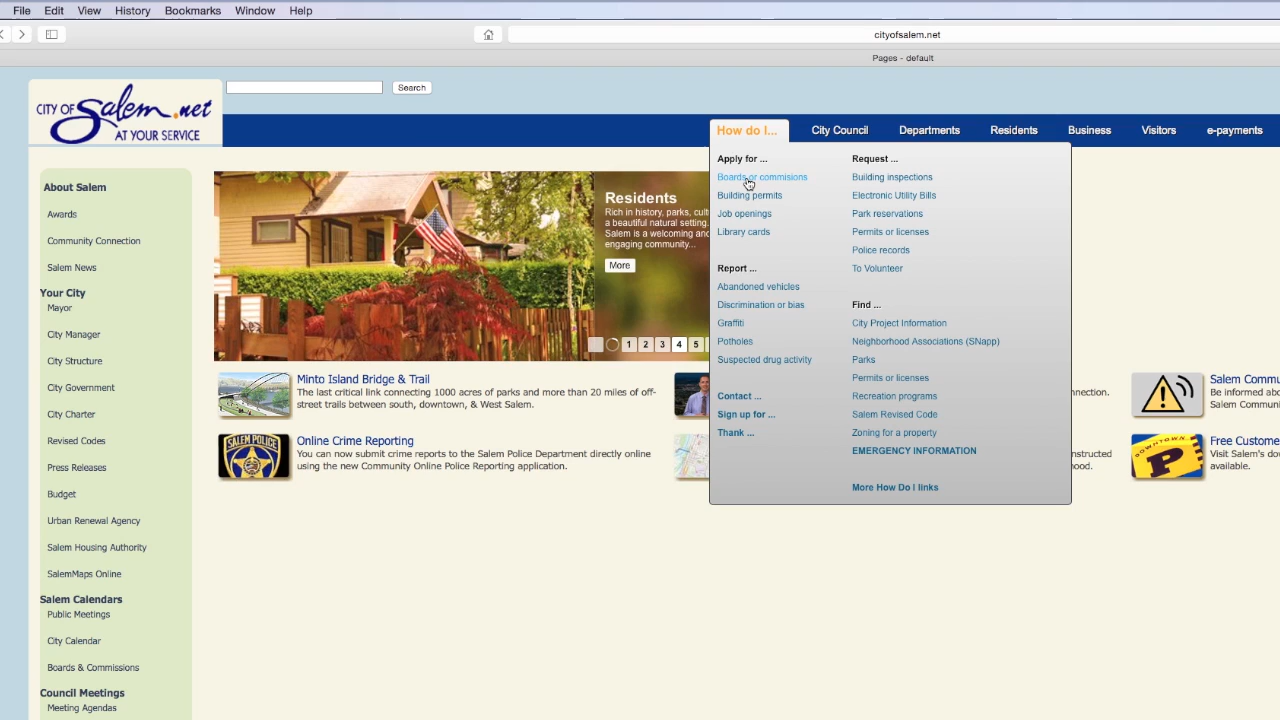 File Edit View History Bookmarks Window Help
cityofsalem.net
Pages - default
CITY OF Salem.net
AT YOUR SERVICE
Search
How do I... City Council Departments Residents Business Visitors e-payments
Apply for ...
Boards or commisions
Building permits
Job openings
Library cards
Report ...
Abandoned vehicles
Discrimination or bias
Graffiti
Potholes
Suspected drug activity
Contact ...
Sign up for ...
Thank ...
Request ...
Building inspections
Electronic Utility Bills
Park reservations
Permits or licenses
Police records
To Volunteer
Find ...
City Project Information
Neighborhood Associations (SNapp)
Parks
Permits or licenses
Recreation programs
Salem Revised Code
Zoning for a property
EMERGENCY INFORMATION
More How Do I links
About Salem
Awards
Community Connection
Salem News
Your City
Mayor
City Manager
City Structure
City Government
City Charter
Revised Codes
Press Releases
Budget
Urban Renewal Agency
Salem Housing Authority
SalemMaps Online
Salem Calendars
Public Meetings
City Calendar
Boards & Commissions
Council Meetings
Meeting Agendas
Residents
Rich in history, parks, cult
a beautiful natural setting.
Salem is a welcoming and
engaging community...
More
1 2 3 4 5
Minto Island Bridge & Trail
The last critical link connecting 1000 acres of parks and more than 20 miles of off-
street trails between south, downtown, & West Salem.
SALEM POLICE
Online Crime Reporting
You can now submit crime reports to the Salem Police Department directly online
using the new Community Online Police Reporting application.
nnection.
nstructed
ood.
Salem Commu
Be informed abo
Salem Communi
DOWNTOWN
P
Free Custome
Visit Salem's do
available.